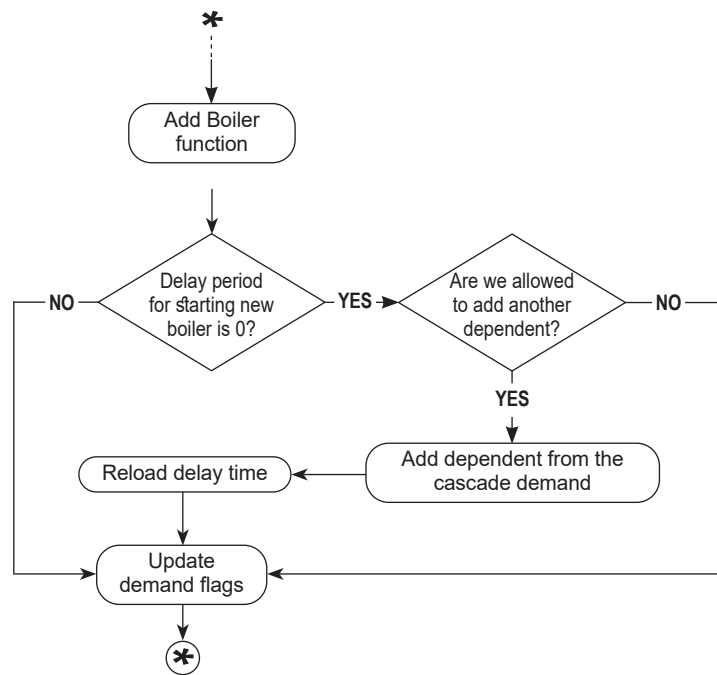 *
Add Boiler
function
Delay period
for starting new
boiler is 0?
NO
YES
Are we allowed
to add another
dependent?
NO
YES
Add dependent from the
cascade demand
Reload delay time
Update
demand flags
*